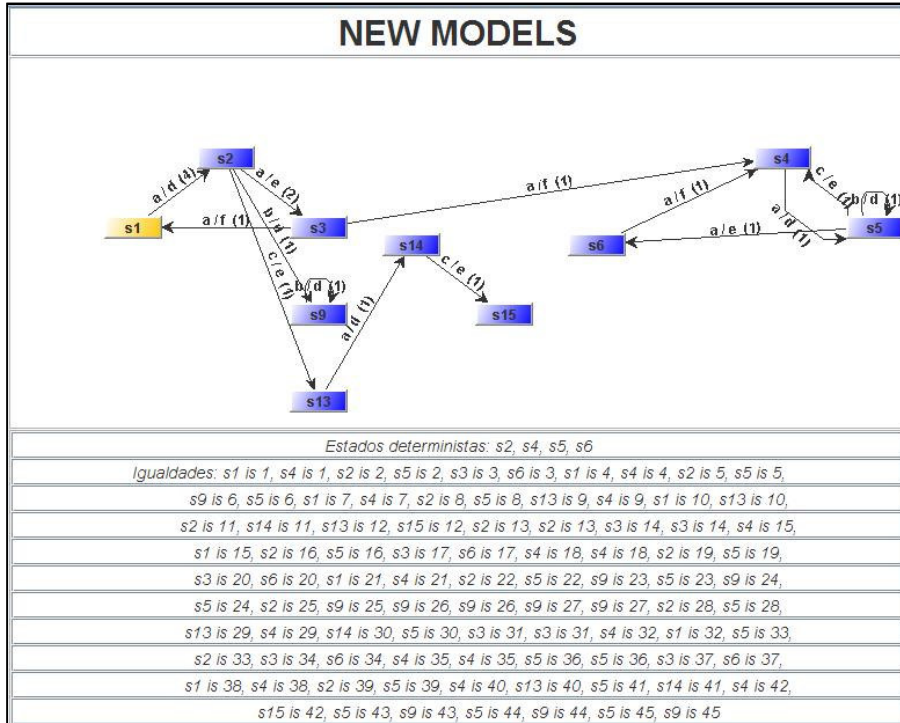 NEW MODELS
s2
s4
a/d (4)
a/e (2)
a/f (1)
a/f (1)
c/e (1)
b/d (1)
s1
a/f (1)
s3
b/d (1)
a/d (1)
s5
c/e (1)
s14
s6
a/e (1)
c/e (1)
b/d (1)
a/d (1)
s9
s15
s13
Estados deterministas: s2, s4, s5, s6
Igualdades: s1 is 1, s4 is 1, s2 is 2, s5 is 2, s3 is 3, s6 is 3, s1 is 4, s4 is 4, s2 is 5, s5 is 5,
s9 is 6, s5 is 6, s1 is 7, s4 is 7, s2 is 8, s5 is 8, s13 is 9, s4 is 9, s1 is 10, s13 is 10,
s2 is 11, s14 is 11, s13 is 12, s15 is 12, s2 is 13, s2 is 13, s3 is 14, s3 is 14, s4 is 15,
s1 is 15, s2 is 16, s5 is 16, s3 is 17, s6 is 17, s4 is 18, s4 is 18, s2 is 19, s5 is 19,
s3 is 20, s6 is 20, s1 is 21, s4 is 21, s2 is 22, s5 is 22, s9 is 23, s5 is 23, s9 is 24,
s5 is 24, s2 is 25, s9 is 25, s9 is 26, s9 is 26, s9 is 27, s9 is 27, s2 is 28, s5 is 28,
s13 is 29, s4 is 29, s14 is 30, s5 is 30, s3 is 31, s3 is 31, s4 is 32, s1 is 32, s5 is 33,
s2 is 33, s3 is 34, s6 is 34, s4 is 35, s4 is 35, s5 is 36, s5 is 36, s3 is 37, s6 is 37,
s1 is 38, s4 is 38, s2 is 39, s5 is 39, s4 is 40, s13 is 40, s5 is 41, s14 is 41, s4 is 42,
s15 is 42, s5 is 43, s9 is 43, s5 is 44, s9 is 44, s5 is 45, s9 is 45